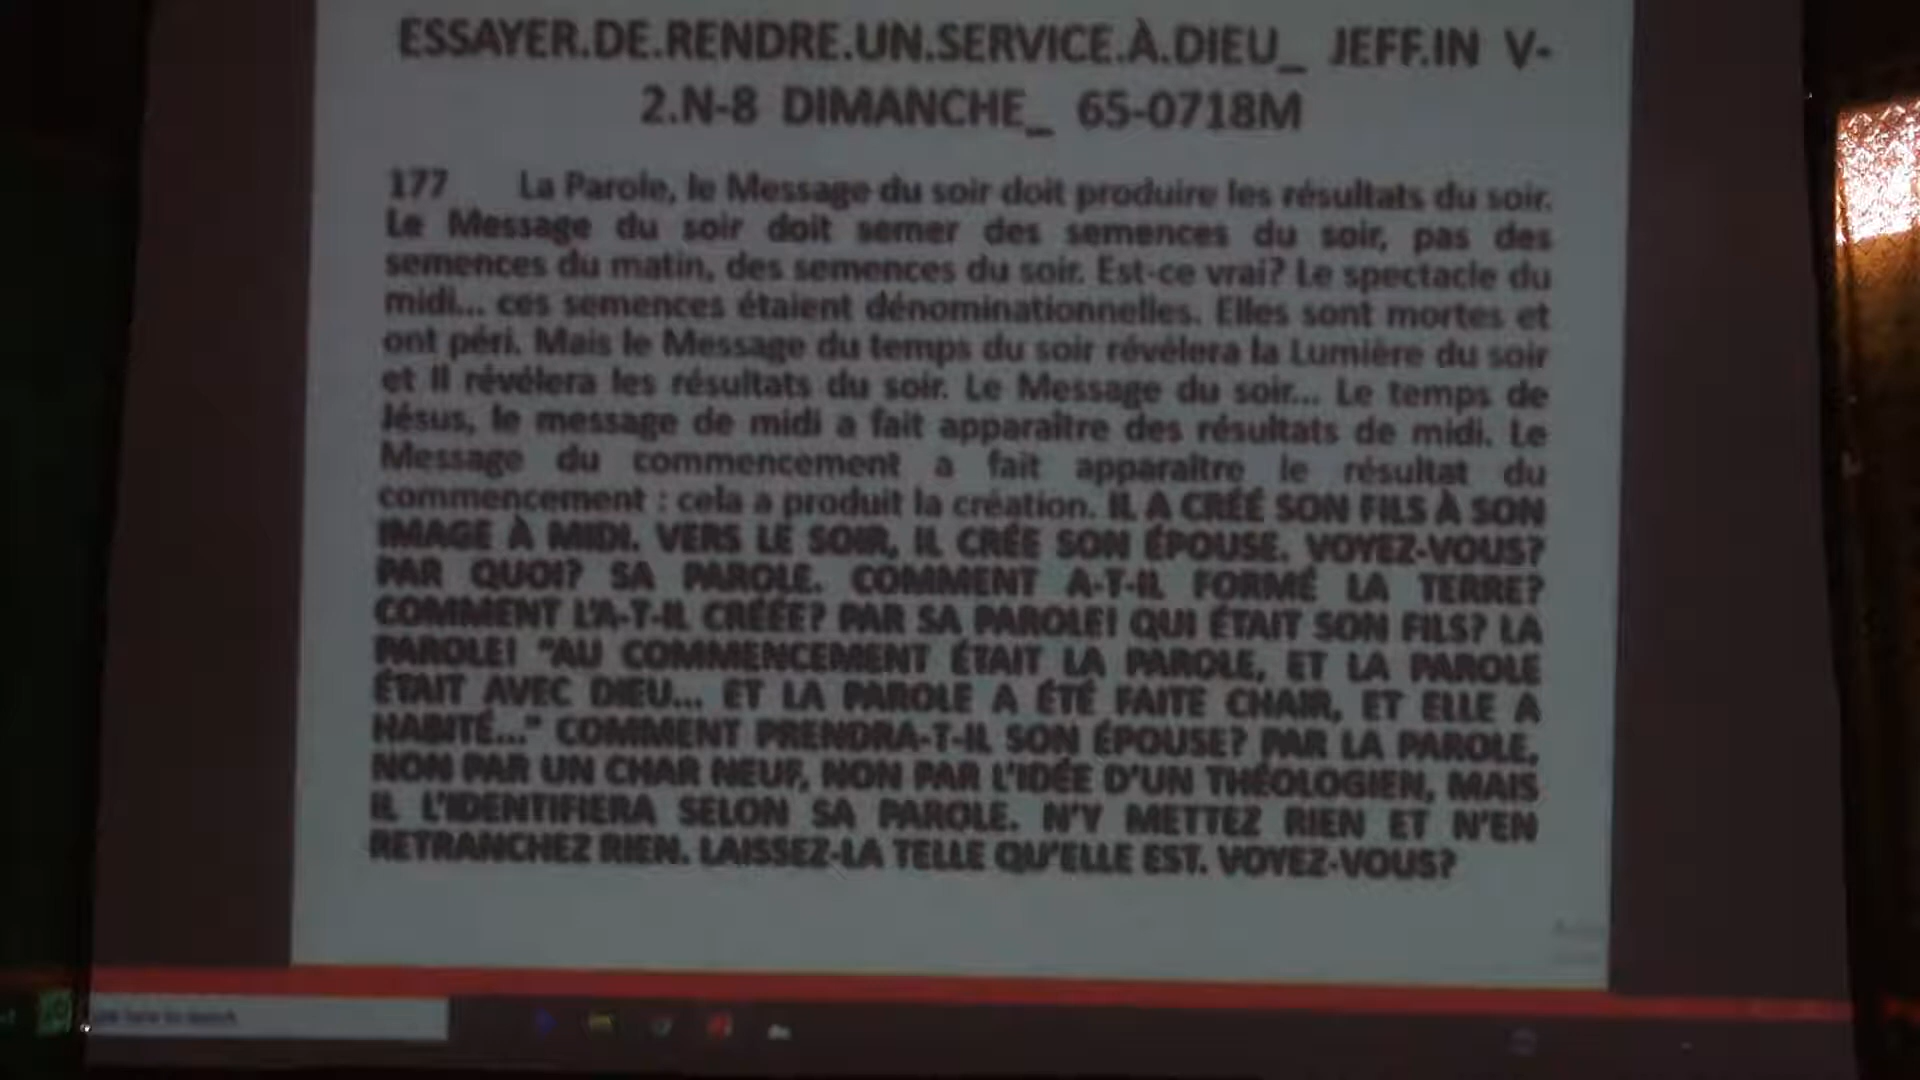 ESSAYER.DE.RENDRE.UN.SERVICE.À.DIEU_ JEFF.IN V-
2.N-8 DIMANCHE_ 65-0718M
177 La Parole, le Message du soir doit produire les résultats du soir.
Le Message du soir doit semer des semences du soir, pas des
semences du matin, des semences du soir. Est-ce vrai? Le spectacle du
midi... ces semences étaient dénominationnelles. Elles sont mortes et
ont péri. Mais le Message du temps du soir révélera la Lumière du soir
et Il révélera les résultats du soir. Le Message du soir... Le temps de
Jésus, le message de midi a fait apparaître des résultats de midi. Le
Message du commencement a fait apparaître le résultat du
commencement : cela a produit la création. IL A CRÉÉ SON FILS À SON
IMAGE À MIDI. VERS LE SOIR, IL CRÉE SON ÉPOUSE. VOYEZ-VOUS?
PAR QUOI? SA PAROLE. COMMENT A-T-IL FORMÉ LA TERRE?
COMMENT L'A-T-IL CRÉÉE? PAR SA PAROLE! QUI ÉTAIT SON FILS? LA
PAROLE! "AU COMMENCEMENT ÉTAIT LA PAROLE, ET LA PAROLE
ÉTAIT AVEC DIEU... ET LA PAROLE A ÉTÉ FAITE CHAIR, ET ELLE A
HABITÉ..." COMMENT PRENDRA-T-IL SON ÉPOUSE? PAR LA PAROLE,
NON PAR UN CHAR NEUF, NON PAR L'IDÉE D'UN THÉOLOGIEN, MAIS
IL L'IDENTIFIERA SELON SA PAROLE. N'Y METTEZ RIEN ET N'EN
RETRANCHEZ RIEN. LAISSEZ-LA TELLE QU'ELLE EST. VOYEZ-VOUS?